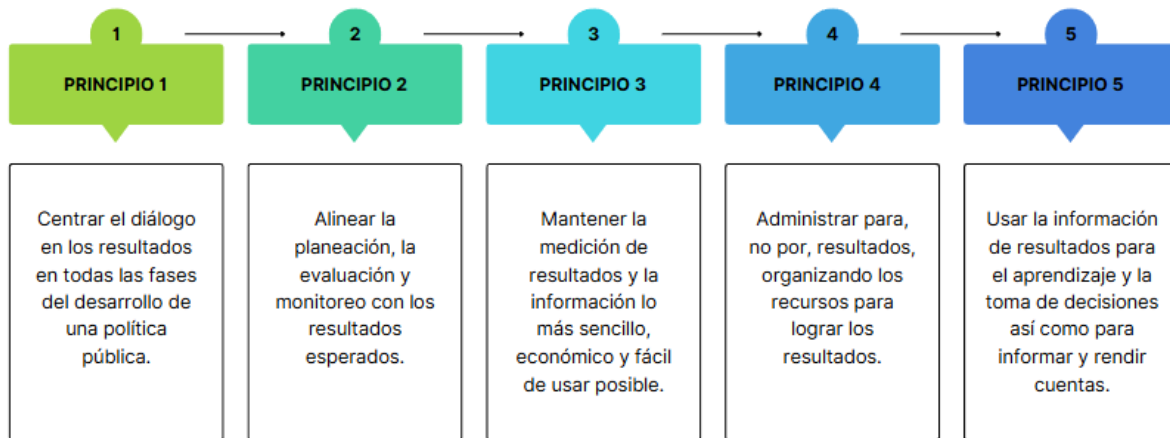 1
PRINCIPIO 1
Centrar el diálogo
en los resultados
en todas las fases
del desarrollo de
una política
pública.
2
PRINCIPIO 2
Alinear la
planeación, la
evaluación y
monitoreo con los
resultados
esperados.
3
PRINCIPIO 3
Mantener la
medición de
resultados y la
información lo
más sencillo,
económico y fácil
de usar posible.
4
PRINCIPIO 4
Administrar para,
no por, resultados,
organizando los
recursos para
lograr los
resultados.
5
PRINCIPIO 5
Usar la información
de resultados para
el aprendizaje y la
toma de decisiones
así como para
informar y rendir
cuentas.